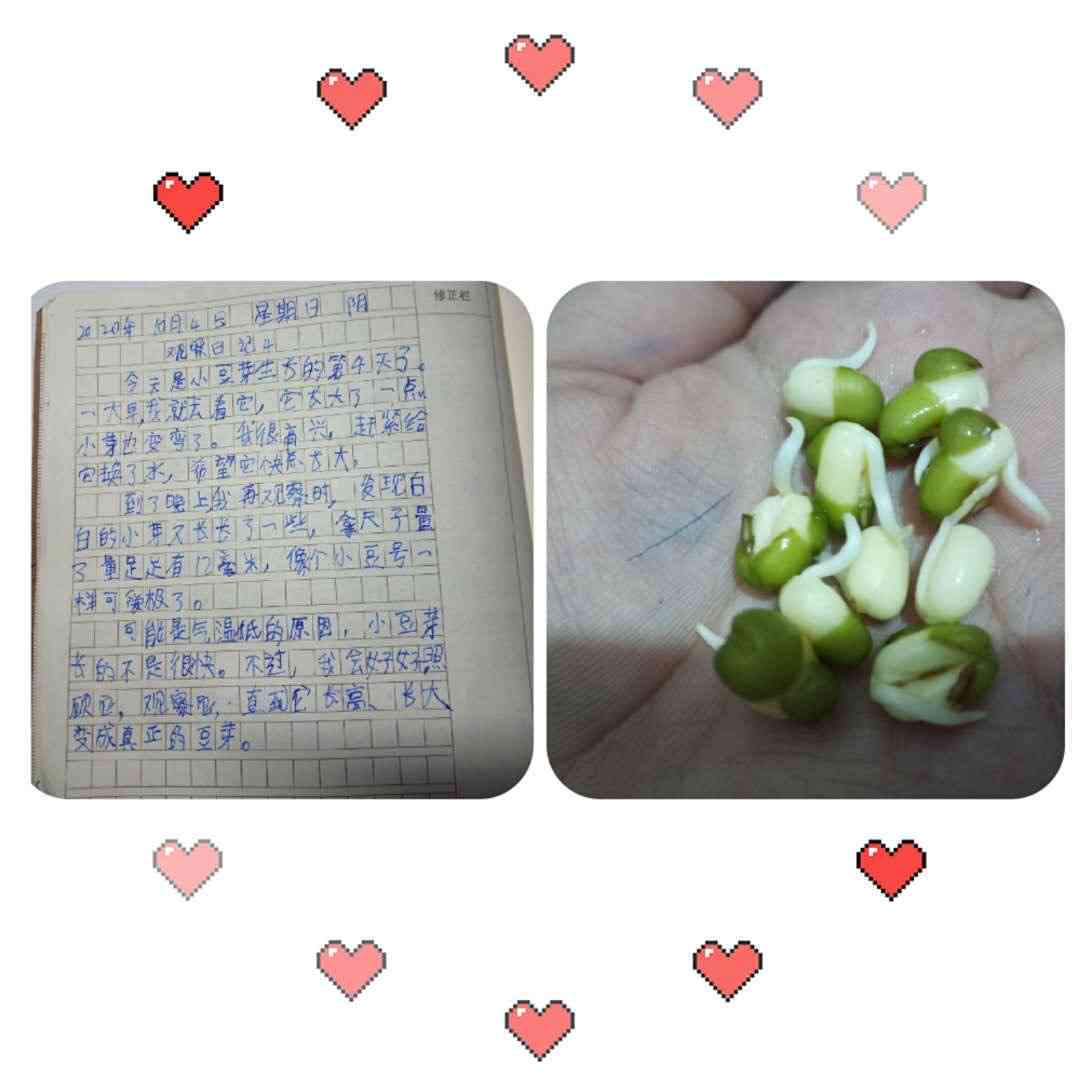 修正栏
2020年 10月4日 星期日 阴
观察日记4
今天是小豆芽生长的第4天了。
一大早我就去看它，它长大了一点，
小芽也变弯了。我很高兴，赶紧给
它换了水，希望它快点长大。
到了晚上我再观察时，发现白
白的小芽又长长了一些，拿尺子量
了量足足有12毫米，像个小豆号一
样可爱极了。
可能是气温低的原因，小豆芽
长的不是很快。不过，我会好好照
顾它，观察它，直到它长高、长大
变成真正的豆芽。